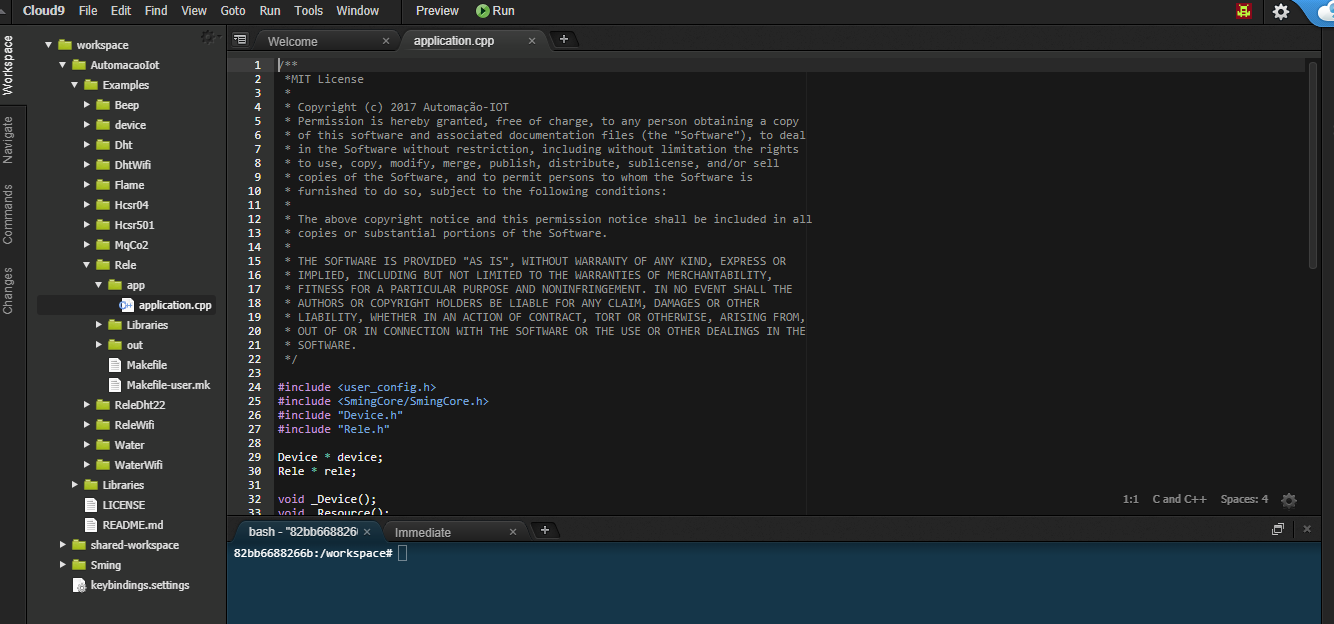 Cloud9 File Edit Find View Goto Run Tools Window Preview Run
Workspace
Navigate
Commands
Changes
workspace
AutomacaoIot
Examples
Beep
device
Dht
DhtWifi
Flame
Hcsr04
Hcsr501
MqCo2
Rele
app
application.cpp
Libraries
out
Makefile
Makefile-user.mk
ReleDht22
ReleWifi
Water
WaterWifi
Libraries
LICENSE
README.md
shared-workspace
Sming
keybindings.settings
Welcome × application.cpp × +
1 /**
2 *MIT License
3 *
4 * Copyright (c) 2017 Automação-IOT
5 * Permission is hereby granted, free of charge, to any person obtaining a copy
6 * of this software and associated documentation files (the "Software"), to deal
7 * in the Software without restriction, including without limitation the rights
8 * to use, copy, modify, merge, publish, distribute, sublicense, and/or sell
9 * copies of the Software, and to permit persons to whom the Software is
10 * furnished to do so, subject to the following conditions:
11 *
12 * The above copyright notice and this permission notice shall be included in all
13 * copies or substantial portions of the Software.
14 *
15 * THE SOFTWARE IS PROVIDED "AS IS", WITHOUT WARRANTY OF ANY KIND, EXPRESS OR
16 * IMPLIED, INCLUDING BUT NOT LIMITED TO THE WARRANTIES OF MERCHANTABILITY,
17 * FITNESS FOR A PARTICULAR PURPOSE AND NONINFRINGEMENT. IN NO EVENT SHALL THE
18 * AUTHORS OR COPYRIGHT HOLDERS BE LIABLE FOR ANY CLAIM, DAMAGES OR OTHER
19 * LIABILITY, WHETHER IN AN ACTION OF CONTRACT, TORT OR OTHERWISE, ARISING FROM,
20 * OUT OF OR IN CONNECTION WITH THE SOFTWARE OR THE USE OR OTHER DEALINGS IN THE
21 * SOFTWARE.
22 */
23
24 #include <user_config.h>
25 #include <SmingCore/SmingCore.h>
26 #include "Device.h"
27 #include "Rele.h"
28
29 Device * device;
30 Rele * rele;
31
32 void _Device();
33 void _Resource();
1:1 C and C++ Spaces: 4
bash - "82bb6688266 × Immediate × +
82bb6688266b:/workspace#